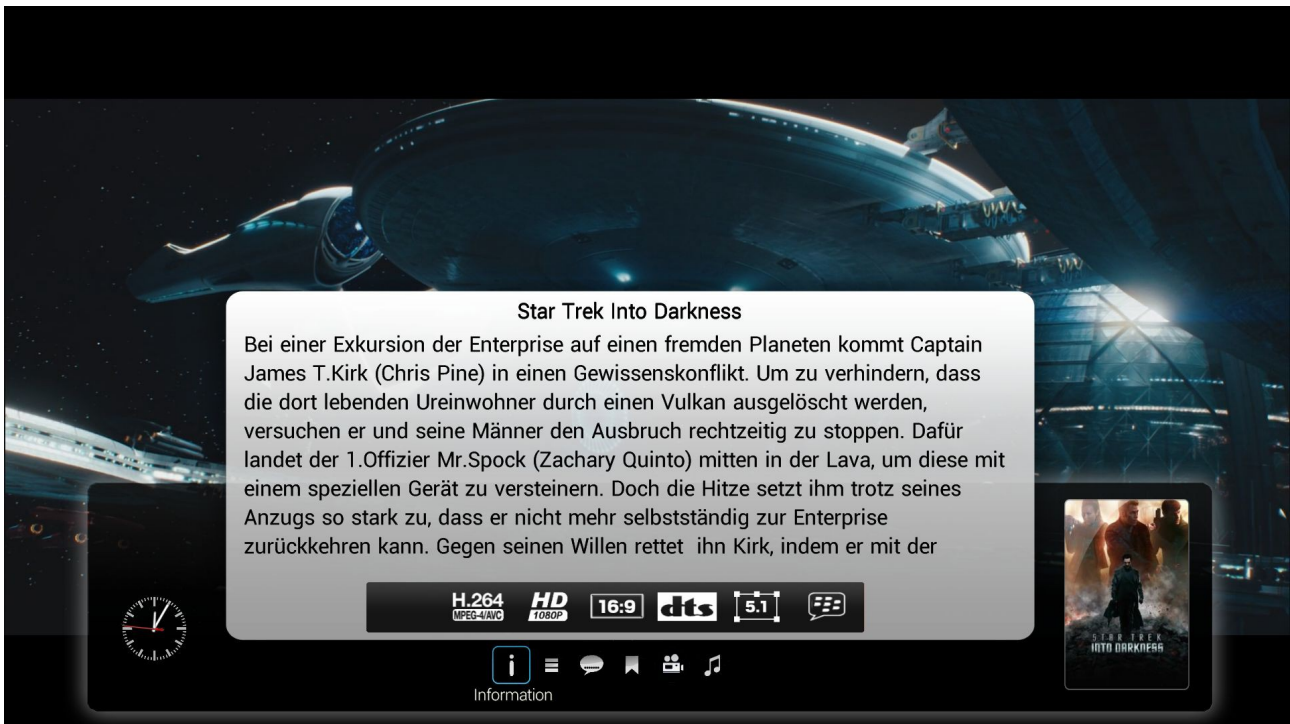 Star Trek Into Darkness
Bei einer Exkursion der Enterprise auf einen fremden Planeten kommt Captain
James T.Kirk (Chris Pine) in einen Gewissenskonflikt. Um zu verhindern, dass
die dort lebenden Ureinwohner durch einen Vulkan ausgelöscht werden,
versuchen er und seine Männer den Ausbruch rechtzeitig zu stoppen. Dafür
landet der 1.Offizier Mr.Spock (Zachary Quinto) mitten in der Lava, um diese mit
einem speziellen Gerät zu versteinern. Doch die Hitze setzt ihm trotz seines
Anzugs so stark zu, dass er nicht mehr selbstständig zur Enterprise
zurückkehren kann. Gegen seinen Willen rettet  ihn Kirk, indem er mit der
H.264
MPEG-4/AVC
HD
1080P
16:9
dts
5.1
STAR TREK
INTO DARKNESS
i
Information